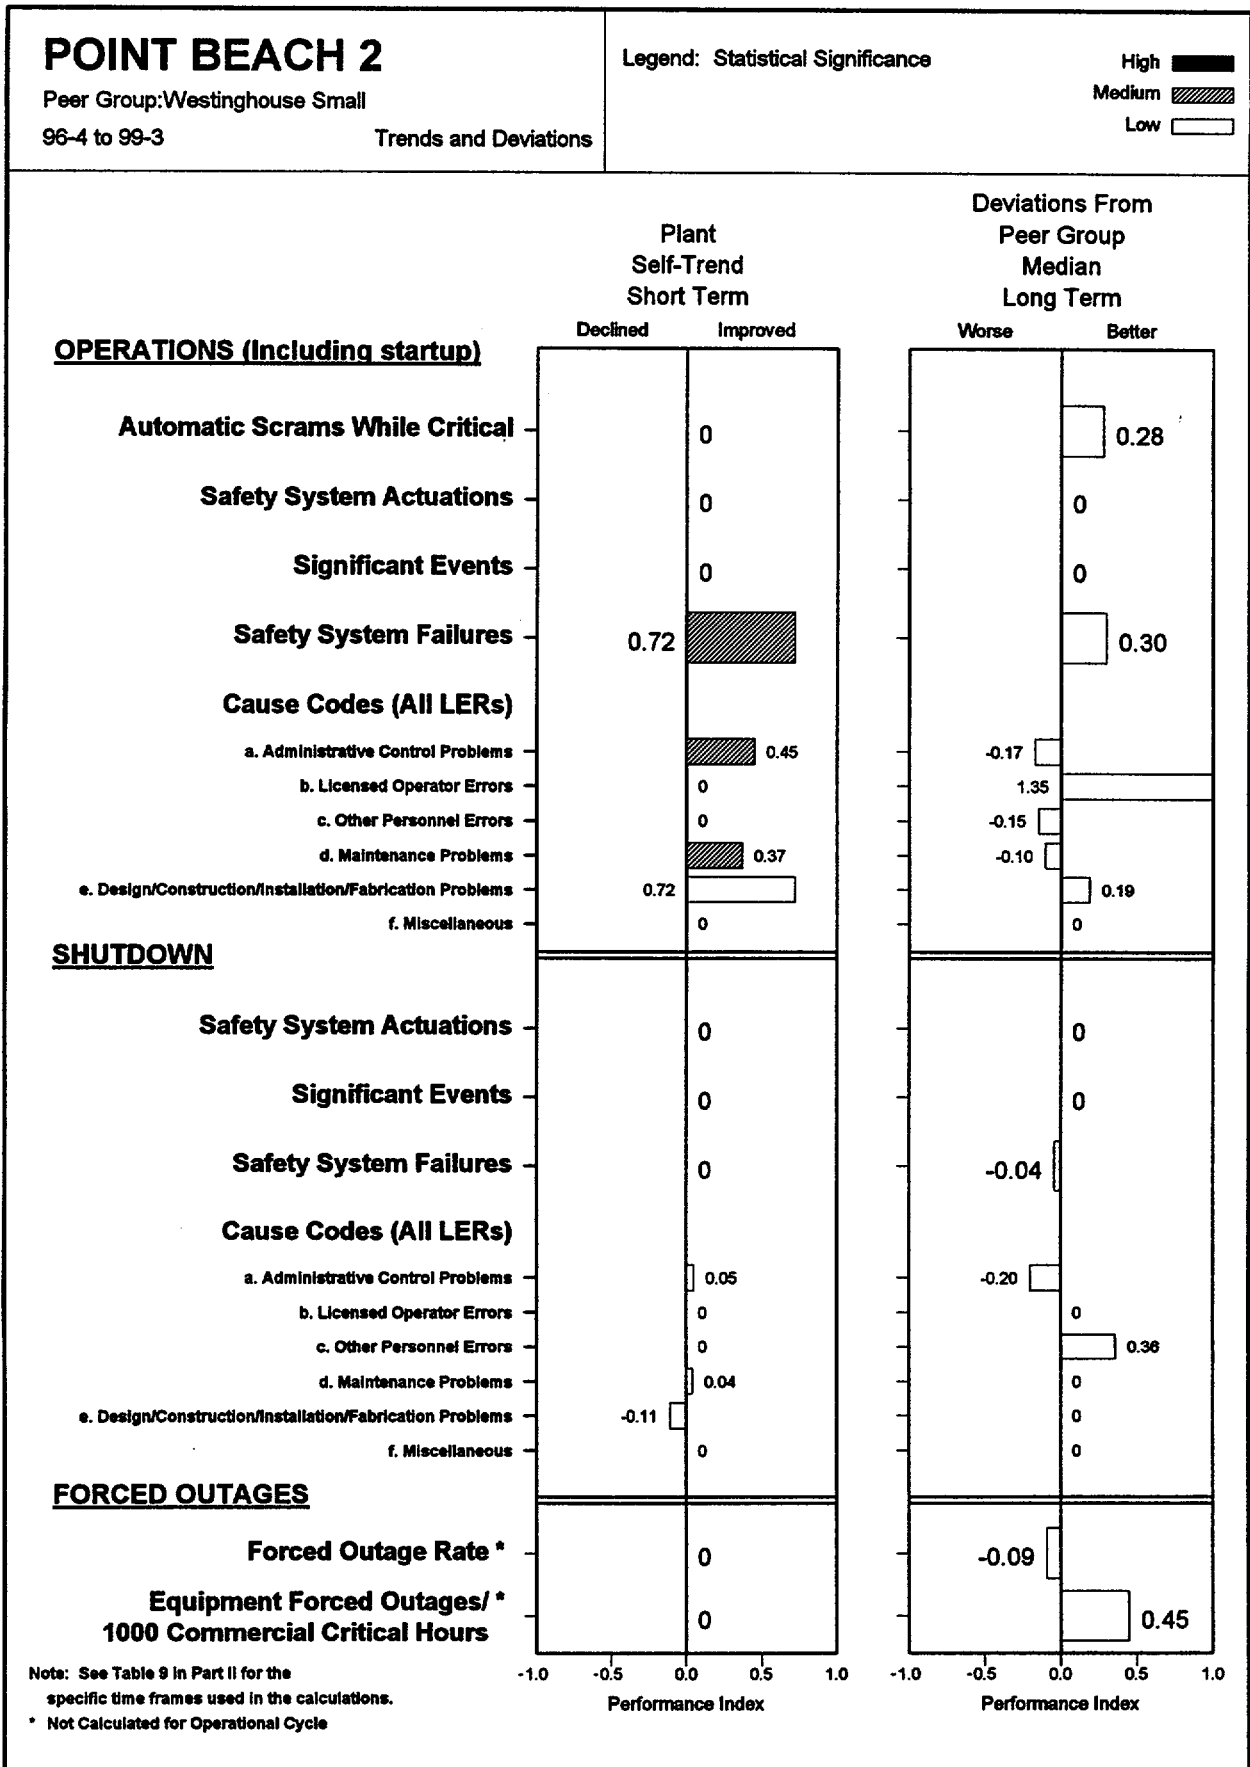 POINT BEACH 2
Peer Group:Westinghouse Small
96-4 to 99-3 Trends and Deviations
Legend: Statistical Significance
High
Medium
Low
Plant
Self-Trend
Short Term
Declined Improved
Deviations From
Peer Group
Median
Long Term
Worse Better
OPERATIONS (Including startup)
Automatic Scrams While Critical 0 0.28
Safety System Actuations 0 0
Significant Events 0 0
Safety System Failures 0.72 0.30
Cause Codes (All LERs)
a. Administrative Control Problems 0.45 -0.17
b. Licensed Operator Errors 0 1.35
c. Other Personnel Errors 0 -0.15
d. Maintenance Problems 0.37 -0.10
e. Design/Construction/Installation/Fabrication Problems 0.72 0.19
f. Miscellaneous 0 0
SHUTDOWN
Safety System Actuations 0 0
Significant Events 0 0
Safety System Failures 0 -0.04
Cause Codes (All LERs)
a. Administrative Control Problems 0.05 -0.20
b. Licensed Operator Errors 0 0
c. Other Personnel Errors 0 0.36
d. Maintenance Problems 0.04 0
e. Design/Construction/Installation/Fabrication Problems -0.11 0
f. Miscellaneous 0 0
FORCED OUTAGES
Forced Outage Rate * 0 -0.09
Equipment Forced Outages/ *
1000 Commercial Critical Hours 0 0.45
-1.0 -0.5 0.0 0.5 1.0
Performance Index
-1.0 -0.5 0.0 0.5 1.0
Performance Index
Note: See Table 9 in Part II for the
specific time frames used in the calculations.
* Not Calculated for Operational Cycle